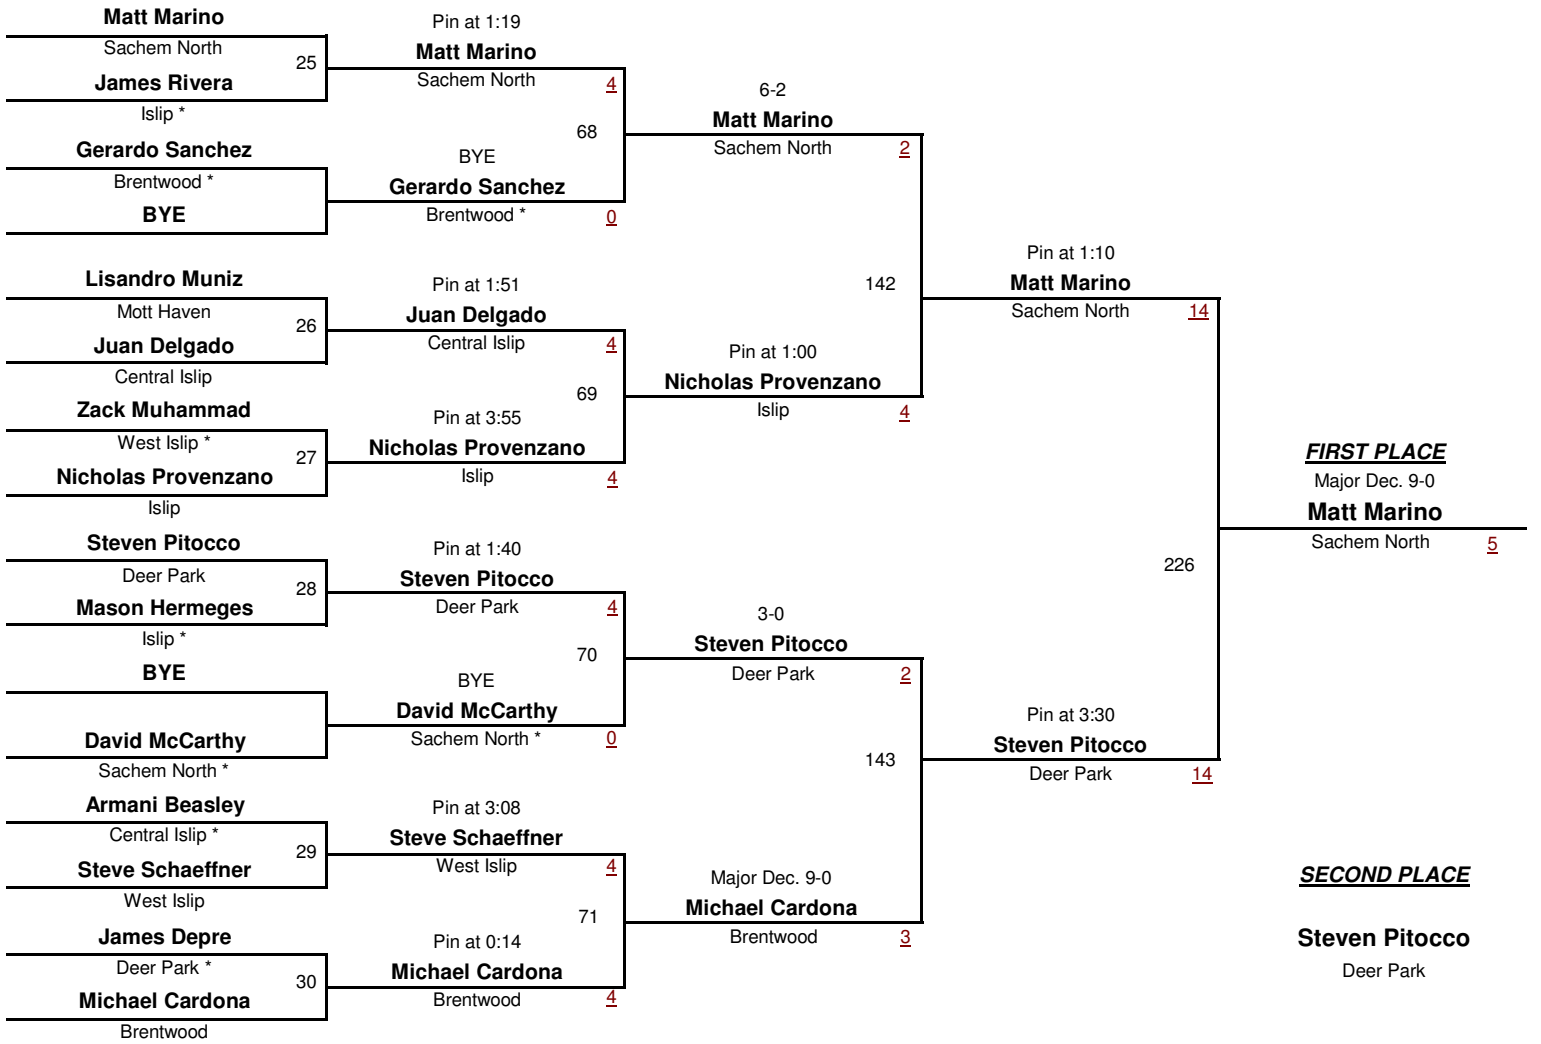 Matt Marino
Sachem North
25
James Rivera
Islip *
Gerardo Sanchez
Brentwood *
BYE
Lisandro Muniz
Mott Haven
26
Juan Delgado
Central Islip
Zack Muhammad
West Islip *
27
Nicholas Provenzano
Islip
Steven Pitocco
Deer Park
28
Mason Hermeges
Islip *
BYE
David McCarthy
Sachem North *
Armani Beasley
Central Islip *
29
Steve Schaeffner
West Islip
James Depre
Deer Park *
30
Michael Cardona
Brentwood
Pin at 1:19
Matt Marino
Sachem North 4
68
BYE
Gerardo Sanchez
Brentwood * 0
Pin at 1:51
Juan Delgado
Central Islip 4
69
Pin at 3:55
Nicholas Provenzano
Islip 4
Pin at 1:40
Steven Pitocco
Deer Park 4
70
BYE
David McCarthy
Sachem North * 0
Pin at 3:08
Steve Schaeffner
West Islip 4
71
Pin at 0:14
Michael Cardona
Brentwood 4
6-2
Matt Marino
Sachem North 2
142
Pin at 1:00
Nicholas Provenzano
Islip 4
3-0
Steven Pitocco
Deer Park 2
143
Major Dec. 9-0
Michael Cardona
Brentwood 3
Pin at 1:10
Matt Marino
Sachem North 14
226
Pin at 3:30
Steven Pitocco
Deer Park 14
FIRST PLACE
Major Dec. 9-0
Matt Marino
Sachem North 5
SECOND PLACE
Steven Pitocco
Deer Park